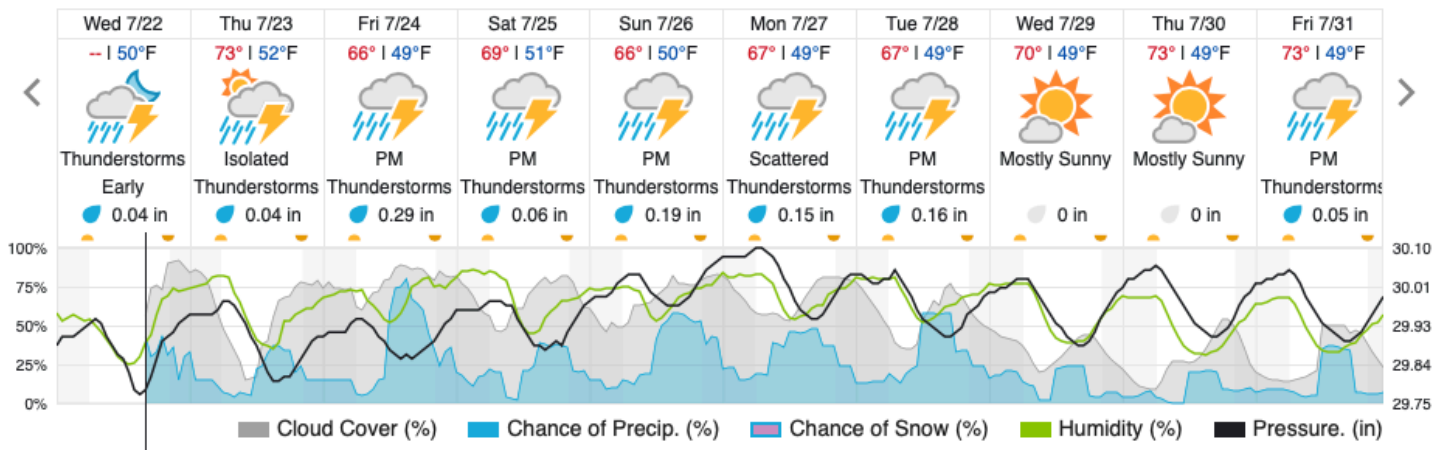 Wed 7/22 Thu 7/23 Fri 7/24 Sat 7/25 Sun 7/26 Mon 7/27 Tue 7/28 Wed 7/29 Thu 7/30 Fri 7/31
-- | 50°F 73° | 52°F 66° | 49°F 69° | 51°F 66° | 50°F 67° | 49°F 67° | 49°F 70° | 49°F 73° | 49°F 73° | 49°F
Thunderstorms Isolated PM PM PM Scattered PM Mostly Sunny Mostly Sunny PM
Early Thunderstorms Thunderstorms Thunderstorms Thunderstorms Thunderstorms Thunderstorms Thunderstorms
0.04 in 0.04 in 0.29 in 0.06 in 0.19 in 0.15 in 0.16 in 0 in 0 in 0.05 in
100% 30.10
75% 30.01
50% 29.93
25% 29.84
0% 29.75
Cloud Cover (%) Chance of Precip. (%) Chance of Snow (%) Humidity (%) Pressure. (in)